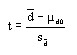 t = (d̅ − μ_d0) / s_d̅